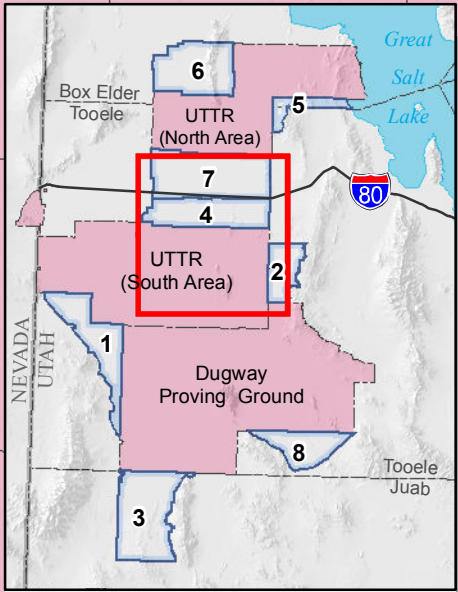 Great
Salt
Lake
6
Box Elder
Tooele
5
UTTR
(North Area)
7
80
4
UTTR
(South Area)
2
1
NEVADA
UTAH
Dugway
Proving Ground
8
Tooele
Juab
3